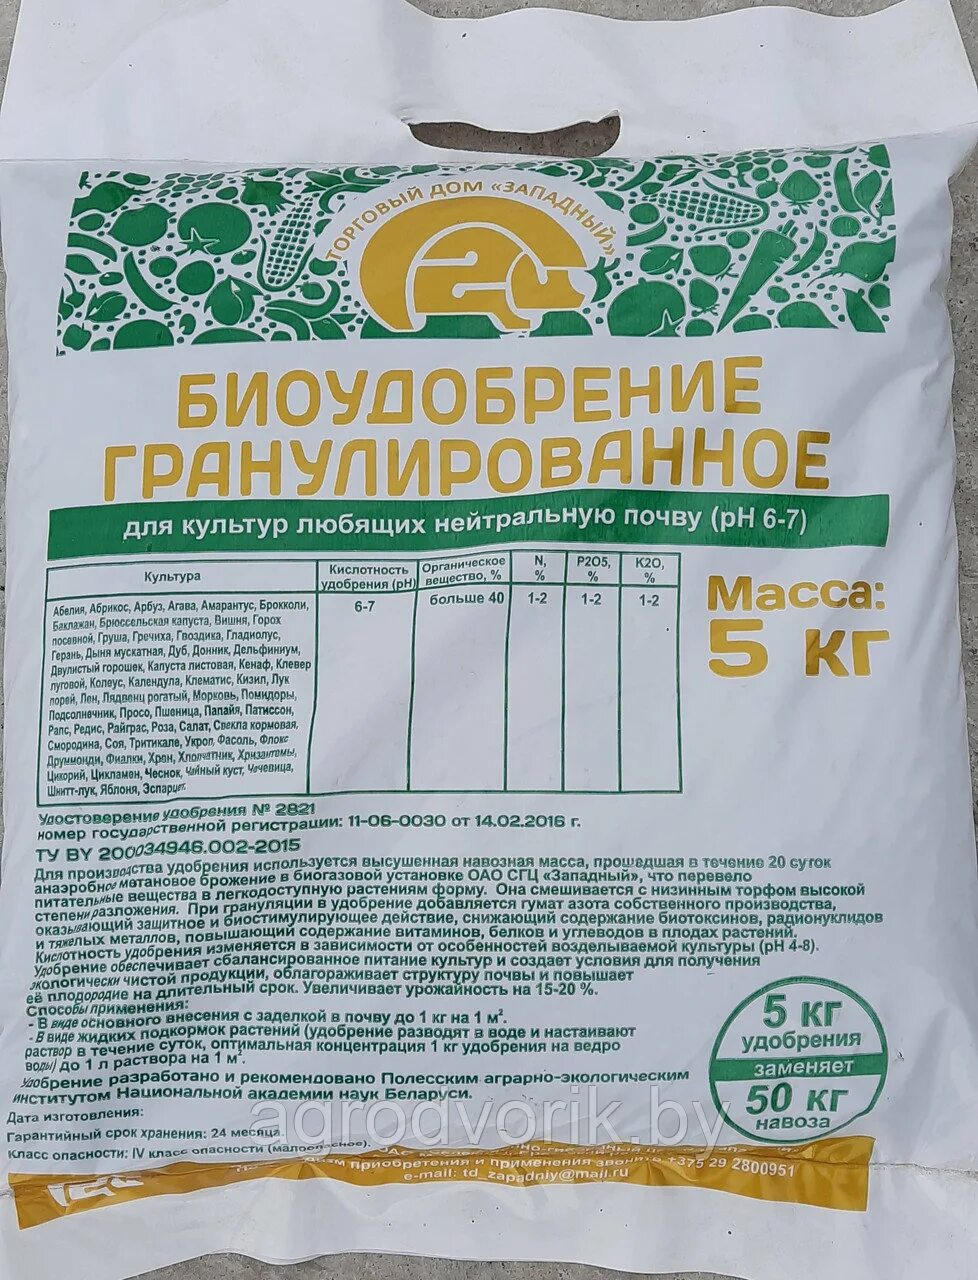 ТОРГОВЫЙ ДОМ «ЗАПАДНЫЙ»
БИОУДОБРЕНИЕ
ГРАНУЛИРОВАННОЕ
для культур любящих нейтральную почву (pH 6-7)
Культура
Кислотность удобрения (pH)
Органическое вещество, %
N, %
P2O5, %
K2O, %
Абелия, Абрикос, Арбуз, Агава, Амарантус, Брокколи,
Баклажан, Брюссельская капуста, Вишня, Горох
посевной, Груша, Гречиха, Гвоздика, Гладиолус,
Герань, Дыня мускатная, Дуб, Донник, Дельфиниум,
Двулистый горошек, Капуста листовая, Кенаф, Клевер
луговой, Колеус, Календула, Клематис, Кизил, Лук
порей, Лен, Лядвенц рогатый, Морковь, Помидоры,
Подсолнечник, Просо, Пшеница, Папайя, Патиссон,
Рапс, Редис, Райграс, Роза, Салат, Свекла кормовая,
Смородина, Соя, Тритикале, Укроп, Фасоль, Флокс
Друммонди, Фиалки, Хрен, Хлопчатник, Хризантемы,
Цикорий, Цикламен, Чеснок, Чайный куст, Чечевица,
Шнитт-лук, Яблоня, Эспарцет.
6-7
больше 40
1-2
1-2
1-2
Масса:
5 кг
Удостоверение удобрения № 2821
номер государственной регистрации: 11-06-0030 от 14.02.2016 г.
ТУ BY 200034946.002-2015
Для производства удобрения используется высушенная навозная масса, прошедшая в течение 20 суток
анаэробное метановое брожение в биогазовой установке ОАО СГЦ «Западный», что перевело
питательные вещества в легкодоступную растениям форму. Она смешивается с низинным торфом высокой
степени разложения. При грануляции в удобрение добавляется гумат азота собственного производства,
оказывающий защитное и биостимулирующее действие, снижающий содержание биотоксинов, радионуклидов
и тяжелых металлов, повышающий содержание витаминов, белков и углеводов в плодах растений.
Кислотность удобрения изменяется в зависимости от особенностей возделываемой культуры (pH 4-8).
Удобрение обеспечивает сбалансированное питание культур и создает условия для получения
экологически чистой продукции, облагораживает структуру почвы и повышает
её плодородие на длительный срок. Увеличивает урожайность на 15-20 %.
Способы применения:
- В виде основного внесения с заделкой в почву до 1 кг на 1 м².
- В виде жидких подкормок растений (удобрение разводят в воде и настаивают
раствор в течение суток, оптимальная концентрация 1 кг удобрения на ведро
воды) до 1 л раствора на 1 м².
Удобрение разработано и рекомендовано Полесским аграрно-экологическим
институтом Национальной академии наук Беларуси.
5 кг
удобрения
заменяет
50 кг
навоза
Дата изготовления:
Гарантийный срок хранения: 24 месяца.
Класс опасности: IV класс опасности (малоопасное).
приобретения и применения звоните +375 29 2800951
e-mail: td_zapadniy@mail.ru
agrodvorik.by